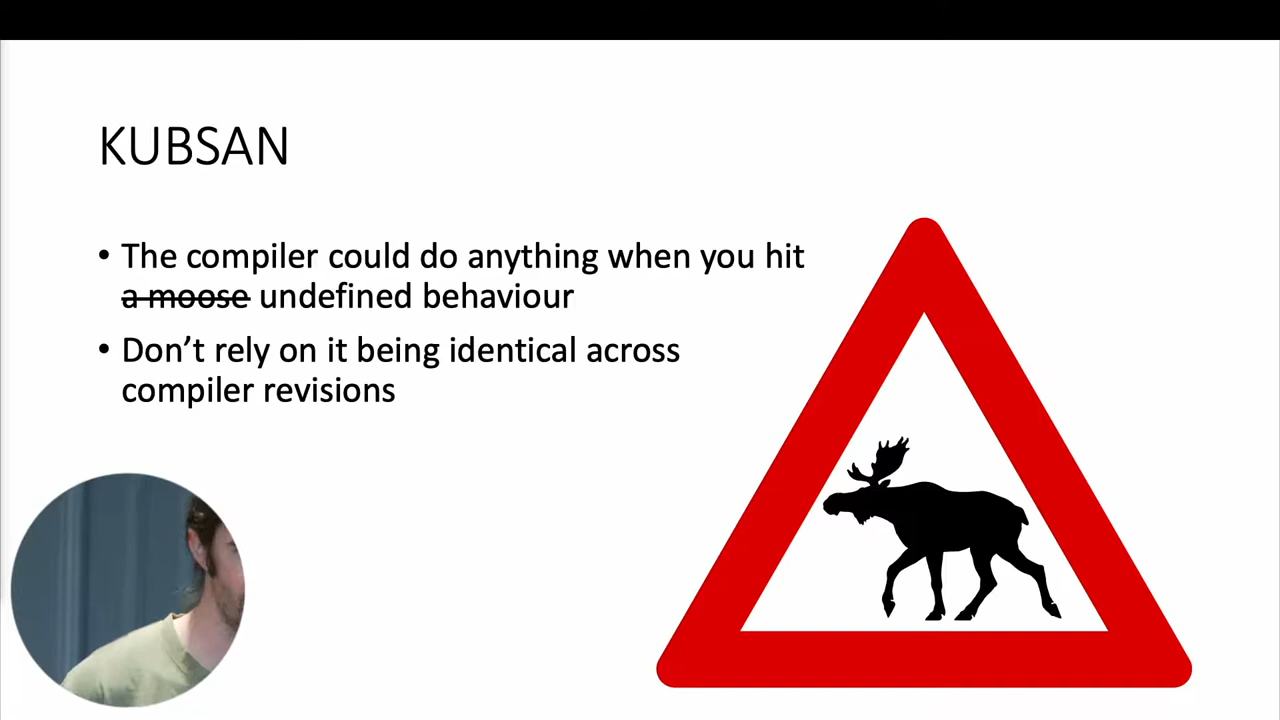 KUBSAN
• The compiler could do anything when you hit
a moose undefined behaviour
• Don’t rely on it being identical across
compiler revisions